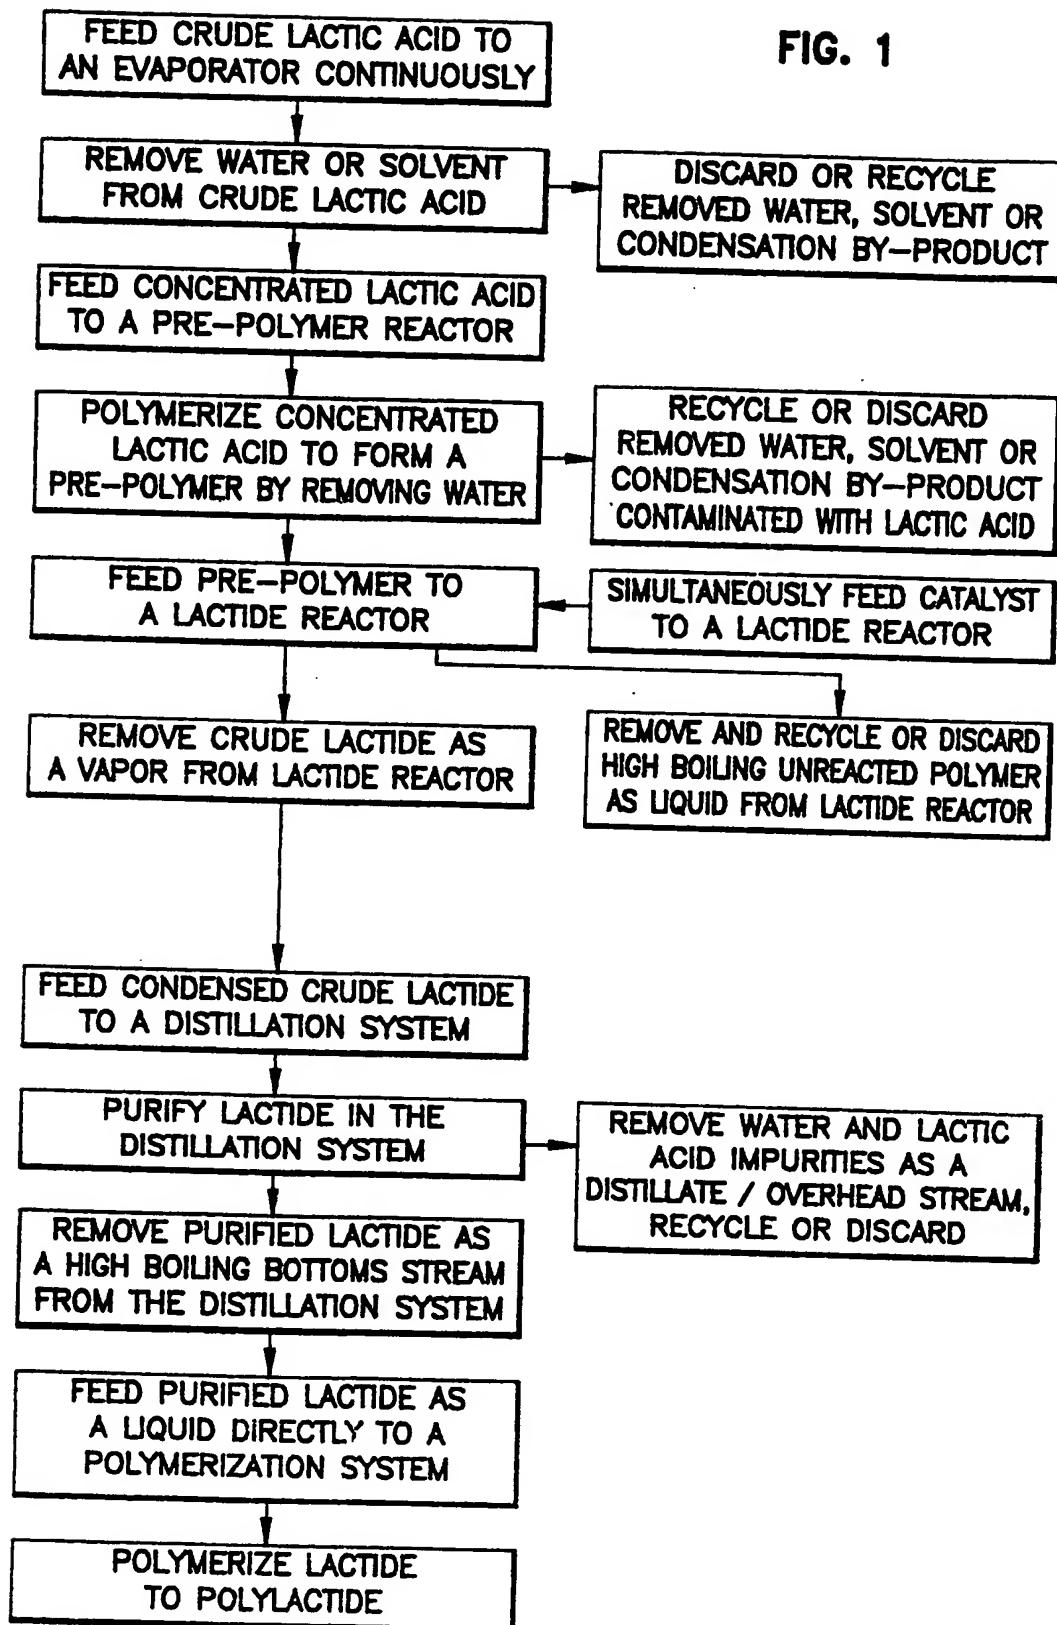 FIG. 1
FEED CRUDE LACTIC ACID TO
AN EVAPORATOR CONTINUOUSLY
REMOVE WATER OR SOLVENT
FROM CRUDE LACTIC ACID
DISCARD OR RECYCLE
REMOVED WATER, SOLVENT OR
CONDENSATION BY-PRODUCT
FEED CONCENTRATED LACTIC ACID
TO A PRE-POLYMER REACTOR
POLYMERIZE CONCENTRATED
LACTIC ACID TO FORM A
PRE-POLYMER BY REMOVING WATER
RECYCLE OR DISCARD
REMOVED WATER, SOLVENT OR
CONDENSATION BY-PRODUCT
CONTAMINATED WITH LACTIC ACID
FEED PRE-POLYMER TO
A LACTIDE REACTOR
SIMULTANEOUSLY FEED CATALYST
TO A LACTIDE REACTOR
REMOVE CRUDE LACTIDE AS
A VAPOR FROM LACTIDE REACTOR
REMOVE AND RECYCLE OR DISCARD
HIGH BOILING UNREACTED POLYMER
AS LIQUID FROM LACTIDE REACTOR
FEED CONDENSED CRUDE LACTIDE
TO A DISTILLATION SYSTEM
PURIFY LACTIDE IN THE
DISTILLATION SYSTEM
REMOVE WATER AND LACTIC
ACID IMPURITIES AS A
DISTILLATE / OVERHEAD STREAM,
RECYCLE OR DISCARD
REMOVE PURIFIED LACTIDE AS
A HIGH BOILING BOTTOMS STREAM
FROM THE DISTILLATION SYSTEM
FEED PURIFIED LACTIDE AS
A LIQUID DIRECTLY TO A
POLYMERIZATION SYSTEM
POLYMERIZE LACTIDE
TO POLYLACTIDE